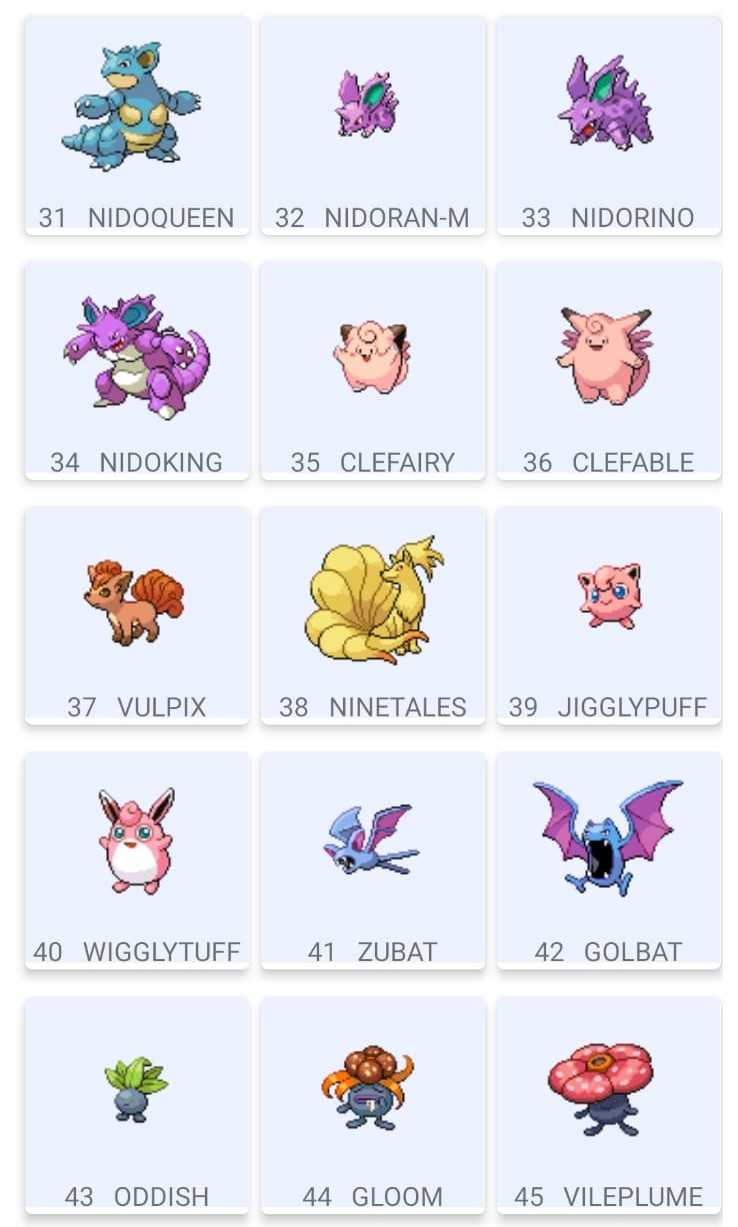 31 NIDOQUEEN 32 NIDORAN-M 33 NIDORINO
34 NIDOKING 35 CLEFAIRY 36 CLEFABLE
37 VULPIX 38 NINETALES 39 JIGGLYPUFF
40 WIGGLYTUFF 41 ZUBAT 42 GOLBAT
43 ODDISH 44 GLOOM 45 VILEPLUME